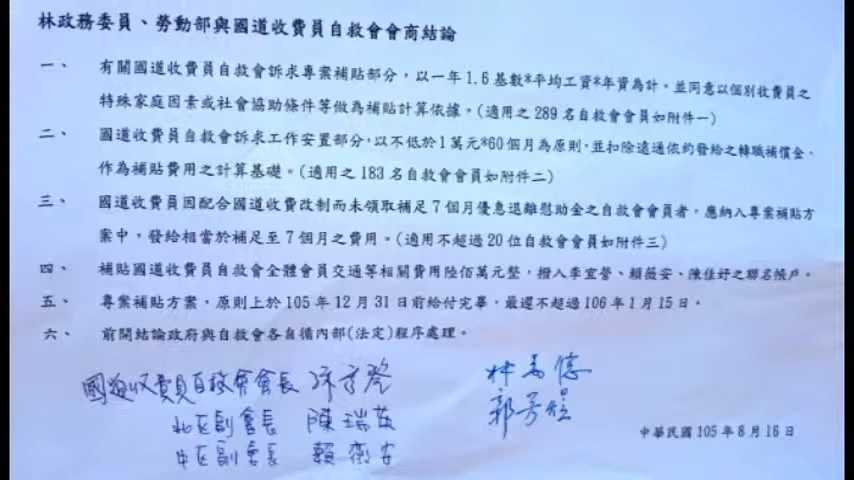 林政務委員、勞動部與國道收費員自救會會商結論
一、 有關國道收費員自救會訴求專案補貼部分，以一年1.6基數*平均工資*年資為計，並同意以個別收費員之
特殊家庭因素或社會協助條件等做為補貼計算依據。(適用之289名自救會會員如附件一)
二、 國道收費員自救會訴求工作安置部分，以不低於1萬元*60個月為原則，並扣除遠通依約發給之轉職補償金，
作為補貼費用之計算基礎。(適用之183名自救會會員如附件二)
三、 國道收費員因配合國道收費改制而未領取補足7個月優惠退離慰助金之自救會會員者，應納入專案補貼方
案中，發給相當於補足至7個月之費用。(適用不超過20位自救會會員如附件三)
四、 補貼國道收費員自救會全體會員交通等相關費用陸佰萬元整，撥入李宜螢、賴薇安、陳佳妤之聯名帳戶。
五、 專案補貼方案，原則上於105年12月31日前給付完畢，最遲不超過106年1月15日。
六、 前開結論政府與自救會各自循內部(法定)程序處理。
國道收費員自救會會長 孫秀
林萬億
北區副會長 陳瑞
郭芳煜
中區副會長 賴薇安
中華民國105年8月16日